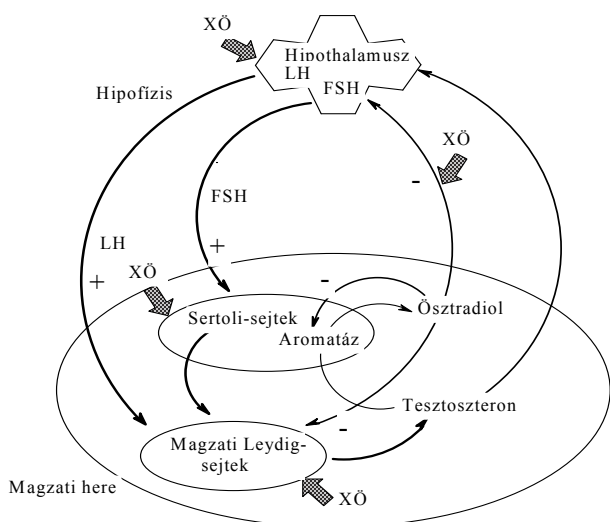 XÖ
Hipothalamusz
LH
FSH
Hipofízis
XÖ
-
FSH
LH
+
+
XÖ
-
Ösztradiol
Sertoli-sejtek
Aromatáz
Tesztoszteron
-
Magzati Leydig-
sejtek
Magzati here
XÖ